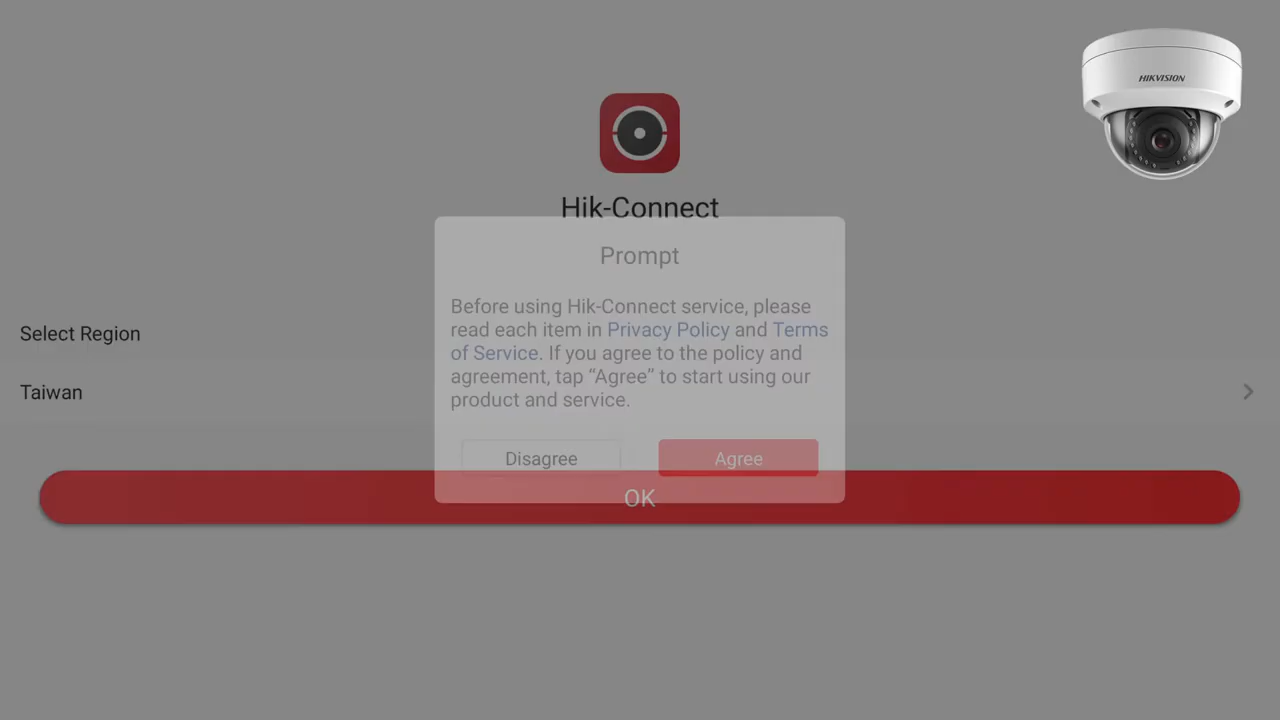 HIKVISION
Hik-Connect
Prompt
Before using Hik-Connect service, please
read each item in Privacy Policy and Terms
of Service. If you agree to the policy and
agreement, tap “Agree” to start using our
product and service.
Select Region
Taiwan
Disagree
Agree
OK